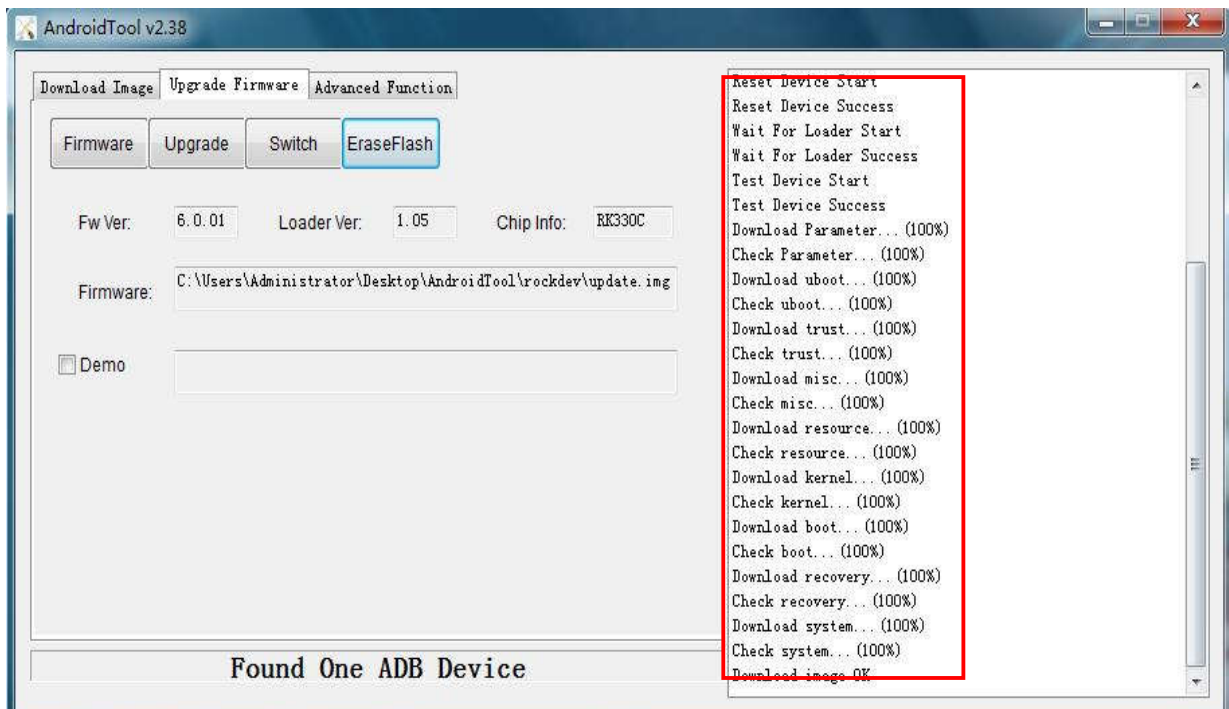 AndroidTool v2.38
Download Image Upgrade Firmware Advanced Function
Firmware Upgrade Switch EraseFlash
Fw Ver: 6.0.01 Loader Ver: 1.05 Chip Info: RK330C
Firmware: C:\Users\Administrator\Desktop\AndroidTool\rockdev\update.img
Demo
Found One ADB Device
Reset Device Start
Reset Device Success
Wait For Loader Start
Wait For Loader Success
Test Device Start
Test Device Success
Download Parameter... (100%)
Check Parameter... (100%)
Download uboot... (100%)
Check uboot... (100%)
Download trust... (100%)
Check trust... (100%)
Download misc... (100%)
Check misc... (100%)
Download resource... (100%)
Check resource... (100%)
Download kernel... (100%)
Check kernel... (100%)
Download boot... (100%)
Check boot... (100%)
Download recovery... (100%)
Check recovery... (100%)
Download system... (100%)
Check system... (100%)
Download image OK